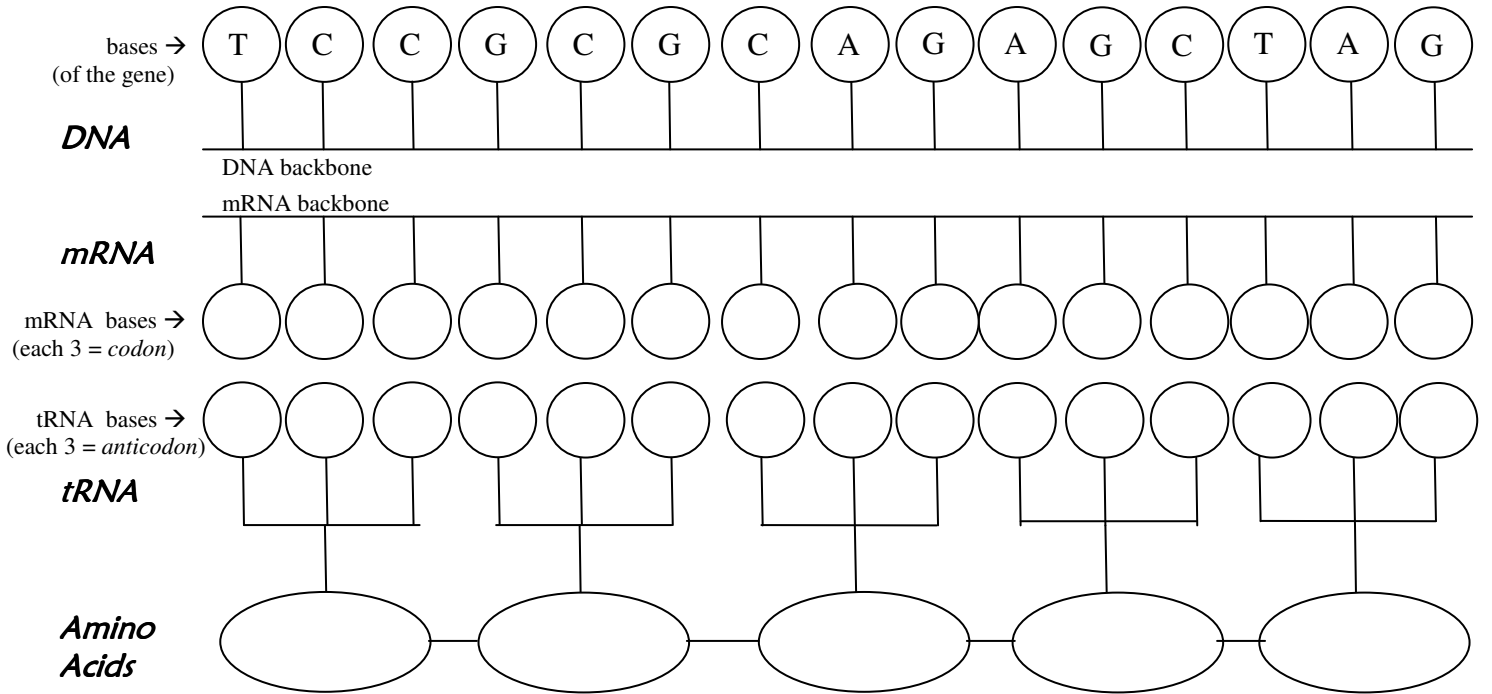 T C C G C G C A G A G C T A G
bases →
(of the gene)
DNA
DNA backbone
mRNA backbone
mRNA
mRNA bases →
(each 3 = codon)
tRNA bases →
(each 3 = anticodon)
tRNA
Amino
Acids